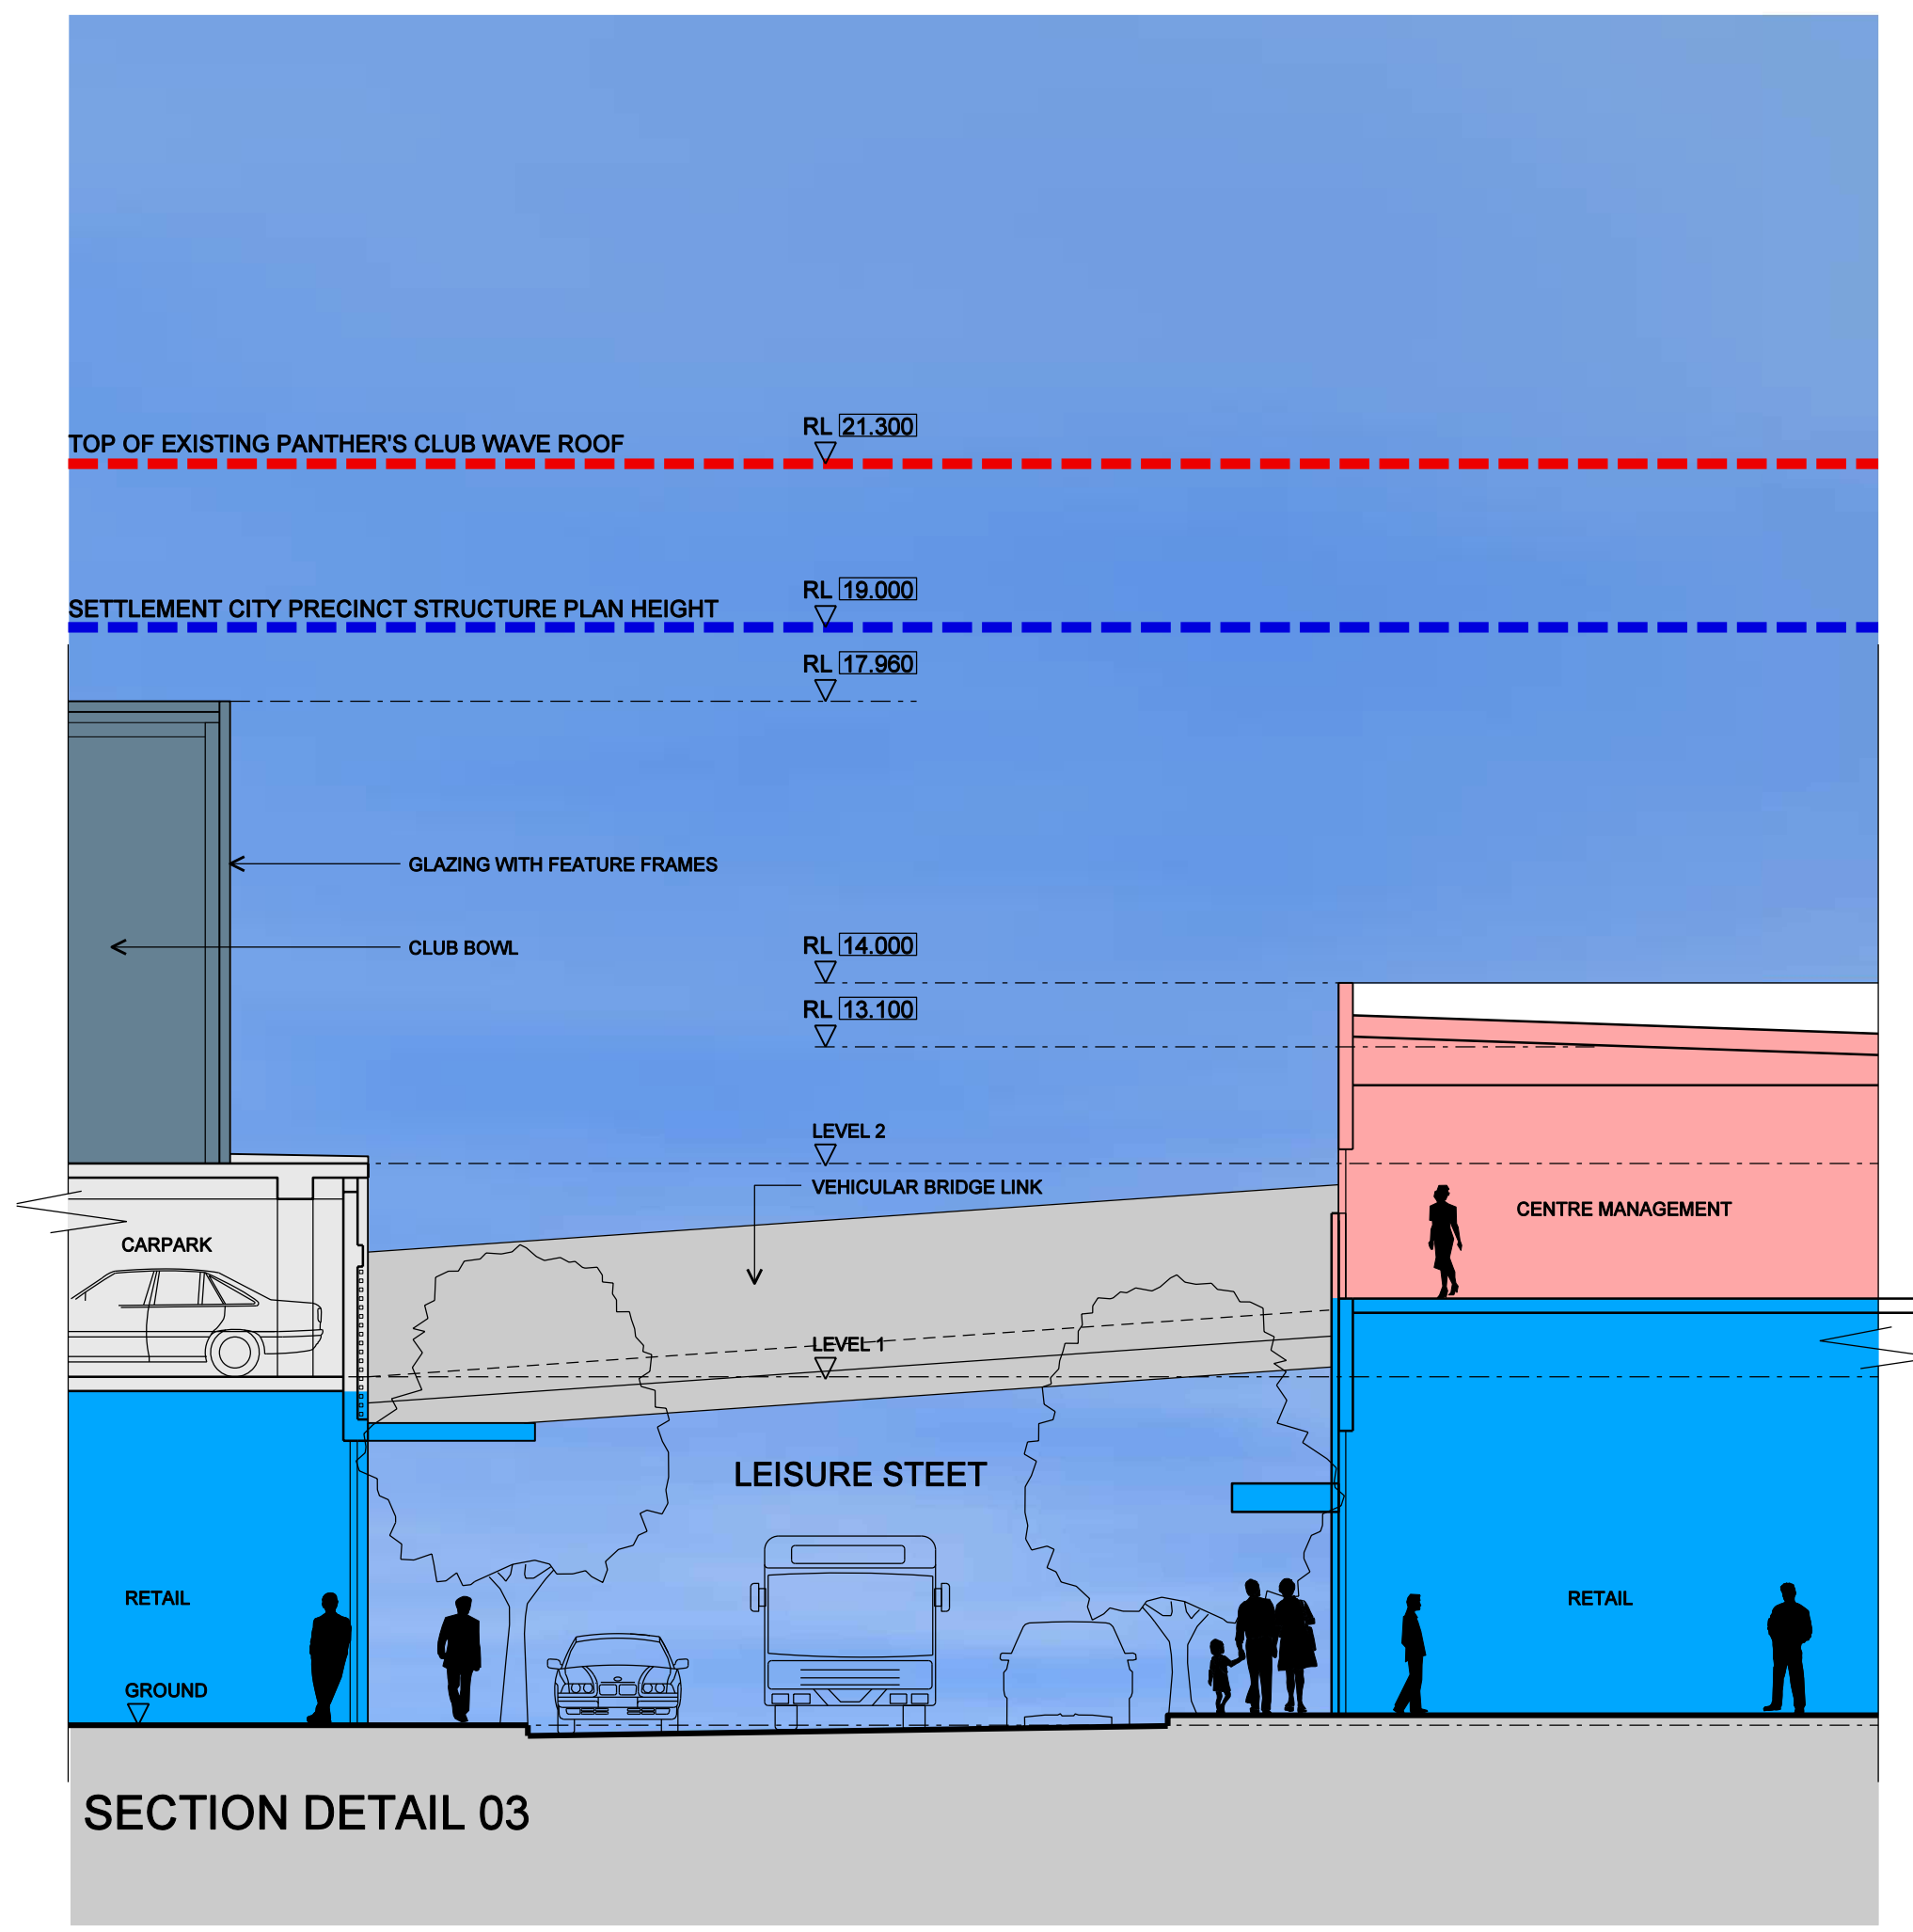 RL 21.300
TOP OF EXISTING PANTHER'S CLUB WAVE ROOF
RL 19.000
SETTLEMENT CITY PRECINCT STRUCTURE PLAN HEIGHT
RL 17.960
GLAZING WITH FEATURE FRAMES
CLUB BOWL
RL 14.000
RL 13.100
LEVEL 2
VEHICULAR BRIDGE LINK
CENTRE MANAGEMENT
CARPARK
LEVEL 1
LEISURE STEET
RETAIL
RETAIL
GROUND
SECTION DETAIL 03